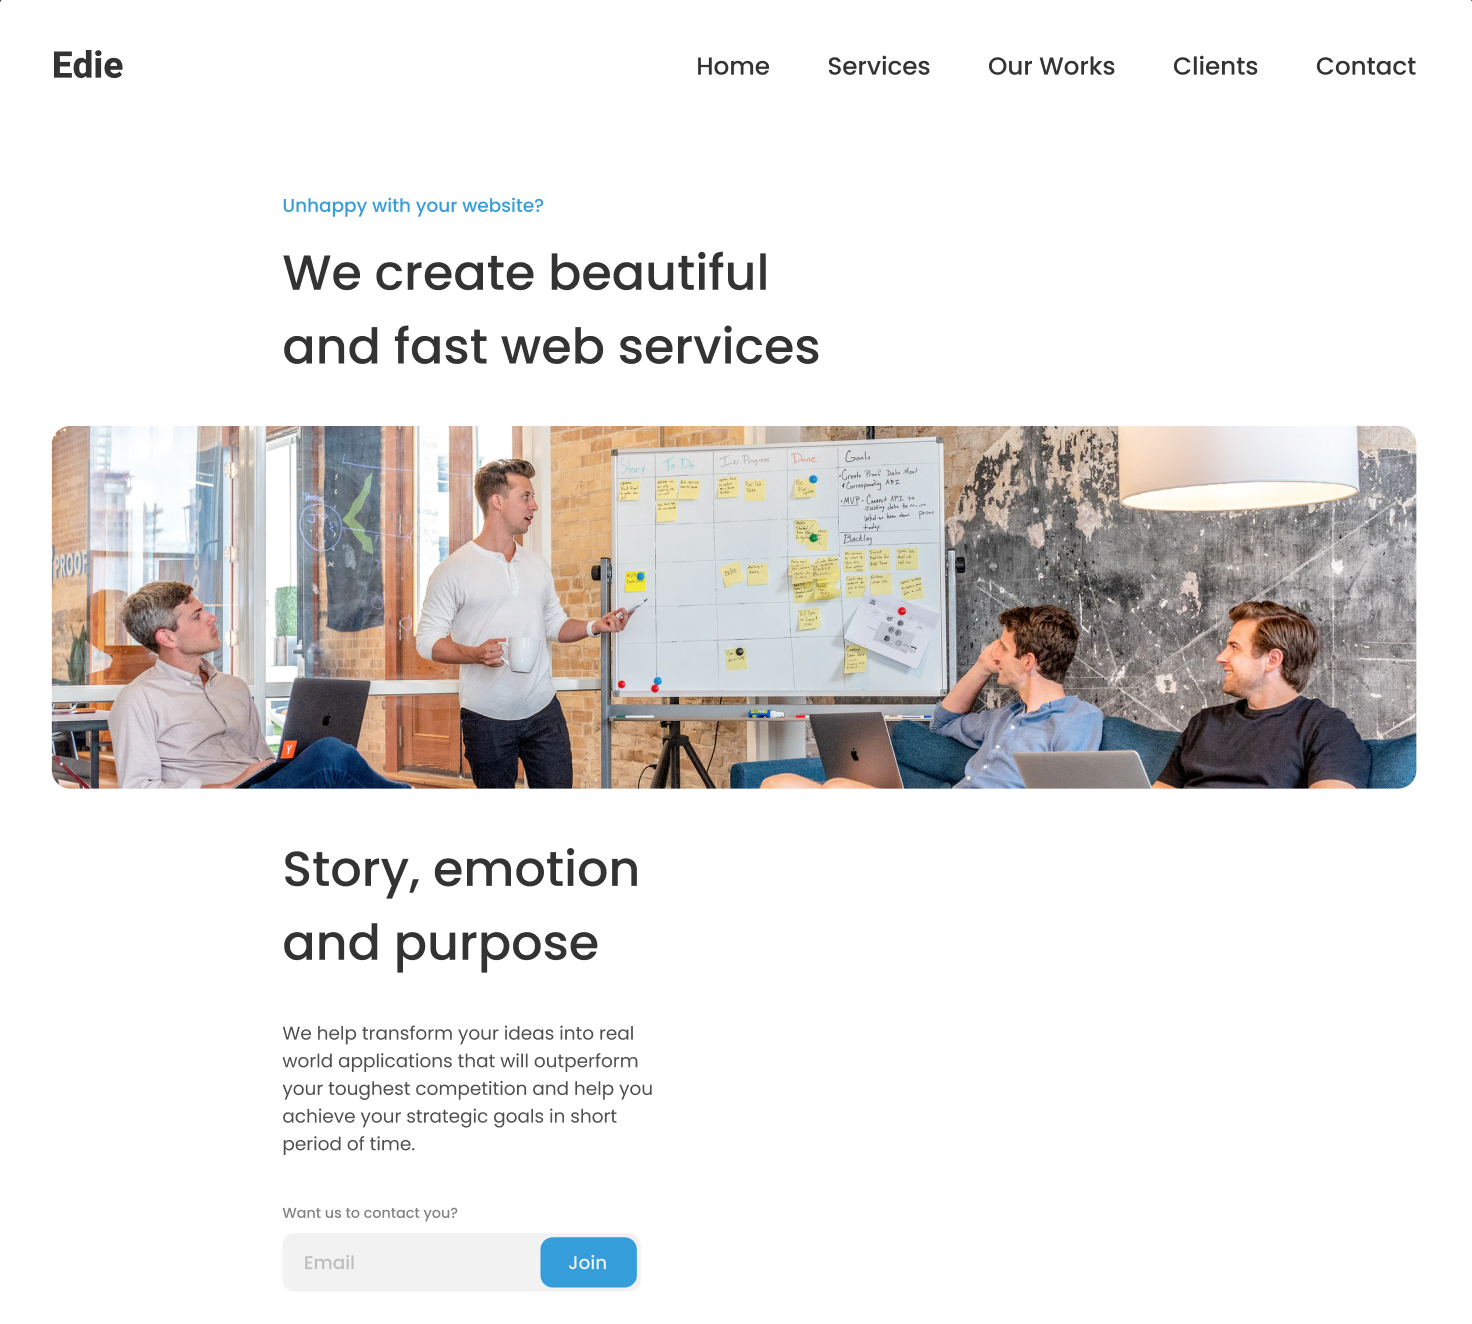 Edie
Home Services Our Works Clients Contact
Unhappy with your website?
We create beautiful
and fast web services
PROOF
Story To Do In Progress Done Goals
Backlog
Story, emotion
and purpose
We help transform your ideas into real
world applications that will outperform
your toughest competition and help you
achieve your strategic goals in short
period of time.
Want us to contact you?
Email Join